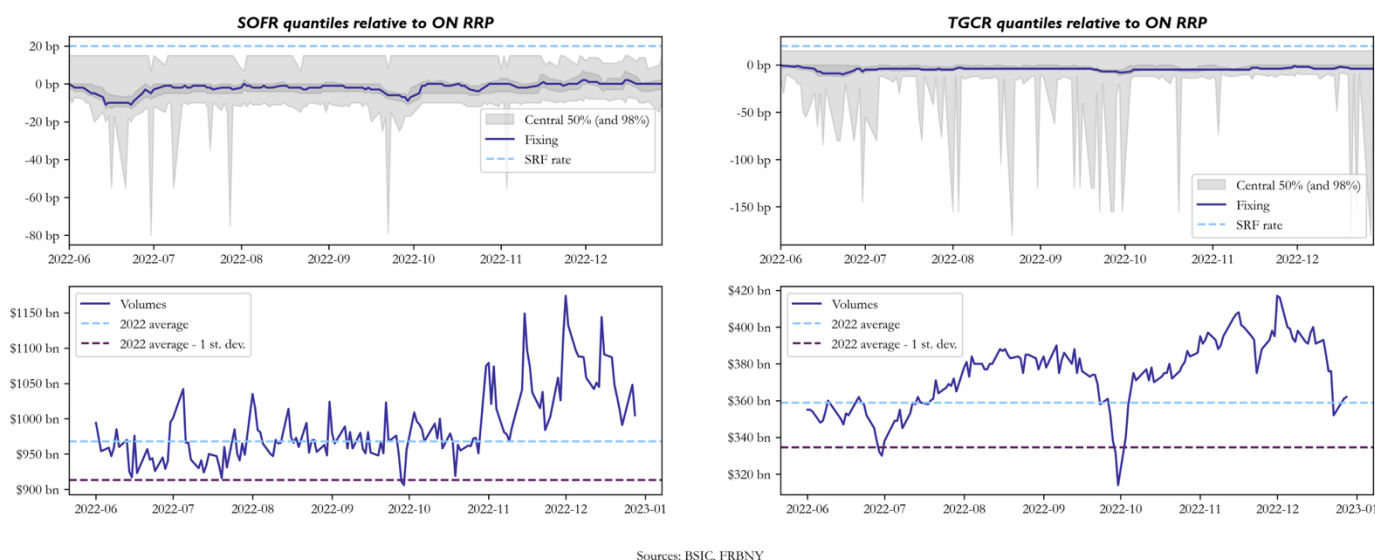 SOFR quantiles relative to ON RRP
20 bp
0 bp
-20 bp
-40 bp
-60 bp
-80 bp
Central 50% (and 98%)
Fixing
SRF rate
2022-06
2022-07
2022-08
2022-09
2022-10
2022-11
2022-12
TGCR quantiles relative to ON RRP
0 bp
-50 bp
-100 bp
-150 bp
Central 50% (and 98%)
Fixing
SRF rate
2022-06
2022-07
2022-08
2022-09
2022-10
2022-11
2022-12
$1150 bn
$1100 bn
$1050 bn
$1000 bn
$950 bn
$900 bn
Volumes
2022 average
2022 average - 1 st. dev.
2022-06
2022-07
2022-08
2022-09
2022-10
2022-11
2022-12
2023-01
$420 bn
$400 bn
$380 bn
$360 bn
$340 bn
$320 bn
Volumes
2022 average
2022 average - 1 st. dev.
2022-06
2022-07
2022-08
2022-09
2022-10
2022-11
2022-12
2023-01
Sources: BSIC, FRBNY